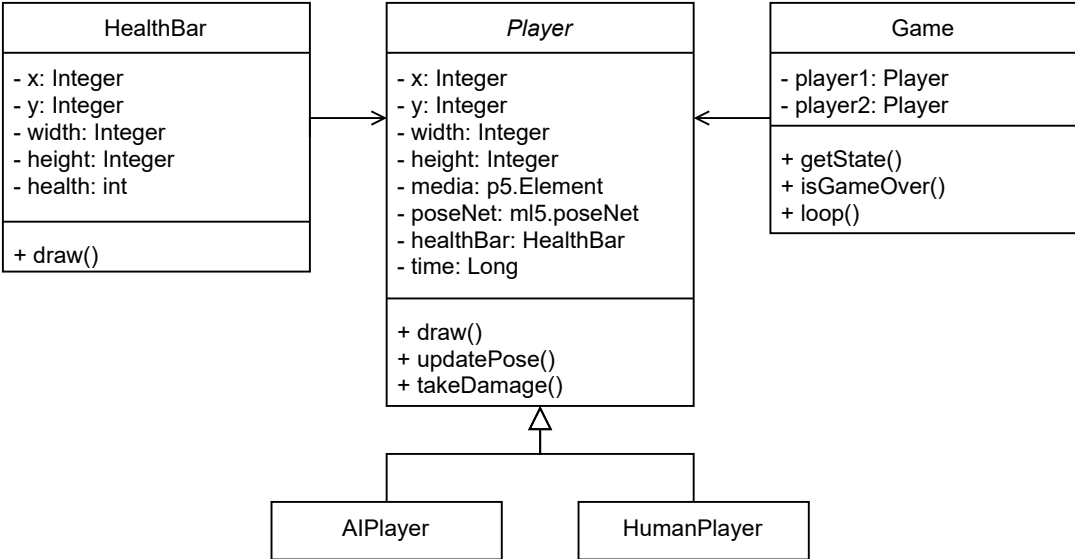 HealthBar
- x: Integer
- y: Integer
- width: Integer
- height: Integer
- health: int
+ draw()
Player
- x: Integer
- y: Integer
- width: Integer
- height: Integer
- media: p5.Element
- poseNet: ml5.poseNet
- healthBar: HealthBar
- time: Long
+ draw()
+ updatePose()
+ takeDamage()
Game
- player1: Player
- player2: Player
+ getState()
+ isGameOver()
+ loop()
AIPlayer
HumanPlayer